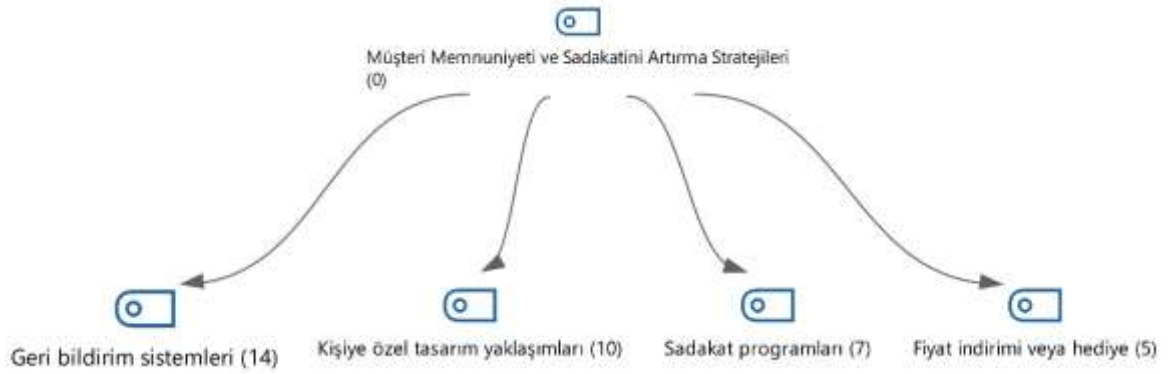 Müşteri Memnuniyeti ve Sadakatini Artırma Stratejileri
(0)
Geri bildirim sistemleri (14)
Kişiye özel tasarım yaklaşımları (10)
Sadakat programları (7)
Fiyat indirimi veya hediye (5)